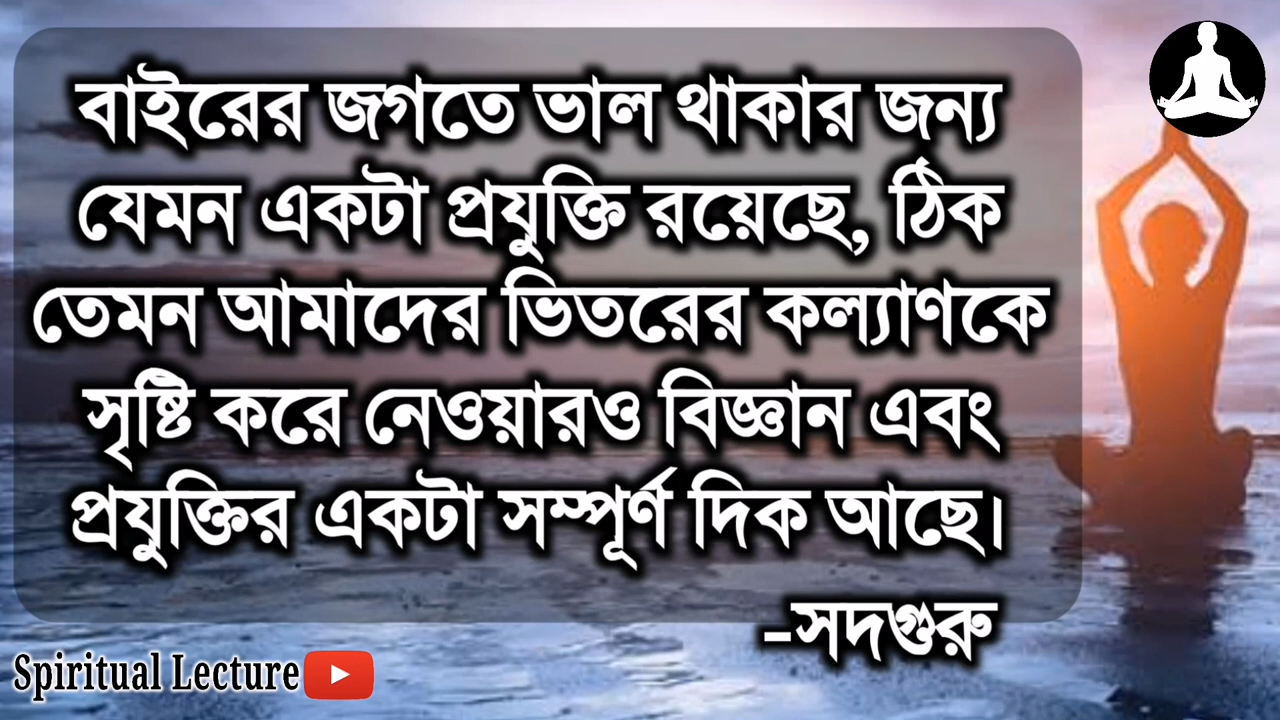 বাইরের জগতে ভাল থাকার জন্য
যেমন একটা প্রযুক্তি রয়েছে, ঠিক
তেমন আমাদের ভিতরের কল্যাণকে
সৃষ্টি করে নেওয়ারও বিজ্ঞান এবং
প্রযুক্তির একটা সম্পূর্ণ দিক আছে।
-সদগুরু
Spiritual Lecture